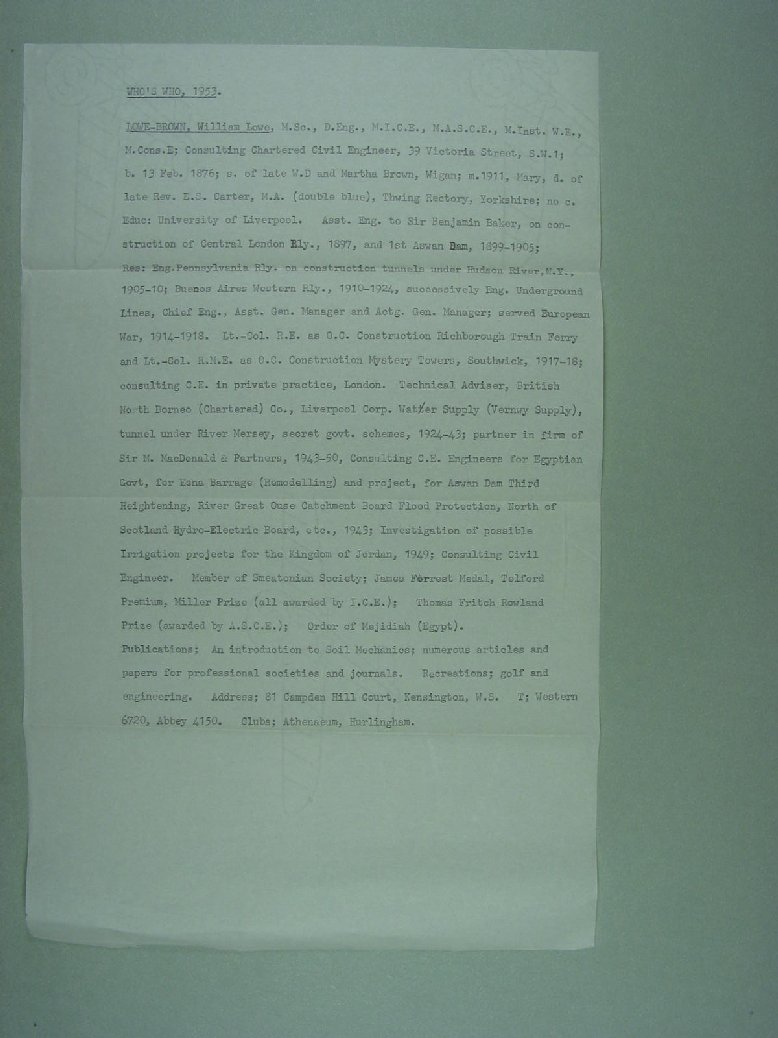 WHO'S WHO, 1953.
LOWE-BROWN, William Lowe, M.Sc., D.Eng., M.I.C.E., M.A.S.C.E., M.Inst. W.E.,
M.Cons.E; Consulting Chartered Civil Engineer, 39 Victoria Street, S.W.1;
b. 13 Feb. 1876; s. of late W.D and Martha Brown, Wigan; m.1911, Mary, d. of
late Rev. E.S. Carter, M.A. (double blue), Thwing Rectory, Yorkshire; no c.
Educ: University of Liverpool. Asst. Eng. to Sir Benjamin Baker, on con-
struction of Central London Rly., 1897, and 1st Aswan Dam, 1899-1905;
Res: Eng.Pennsylvania Rly. on construction tunnels under Hudson River,N.Y.,
1905-10; Buenos Aires Western Rly., 1910-1924, successively Eng. Underground
Lines, Chief Eng., Asst. Gen. Manager and Actg. Gen. Manager; served European
War, 1914-1918. Lt.-Col. R.E. as O.C. Construction Richborough Train Ferry
and Lt.-Col. R.M.E. as O.C. Construction Mystery Towers, Southwick, 1917-18;
consulting C.E. in private practice, London. Technical Adviser, British
North Borneo (Chartered) Co., Liverpool Corp. Water Supply (Vernwy Supply),
tunnel under River Mersey, secret govt. schemes, 1924-43; partner in firm of
Sir M. MacDonald & Partners, 1943-50, Consulting C.E. Engineers for Egyptian
Govt, for Esna Barrage (Remodelling) and project, for Aswan Dam Third
Heightening, River Great Ouse Catchment Board Flood Protection, North of
Scotland Hydro-Electric Board, etc., 1943; Investigation of possible
Irrigation projects for the Kingdom of Jordan, 1949; Consulting Civil
Engineer. Member of Smeatonian Society; James Forrest Medal, Telford
Premium, Miller Prize (all awarded by I.C.E.); Thomas Fritch Rowland
Prize (awarded by A.S.C.E.); Order of Mejidiah (Egypt).
Publications; An introduction to Soil Mechanics; numerous articles and
papers for professional societies and journals. Recreations; golf and
engineering. Address; 81 Campden Hill Court, Kensington, W.8. T; Western
6720, Abbey 4150. Clubs; Athenaeum, Hurlingham.